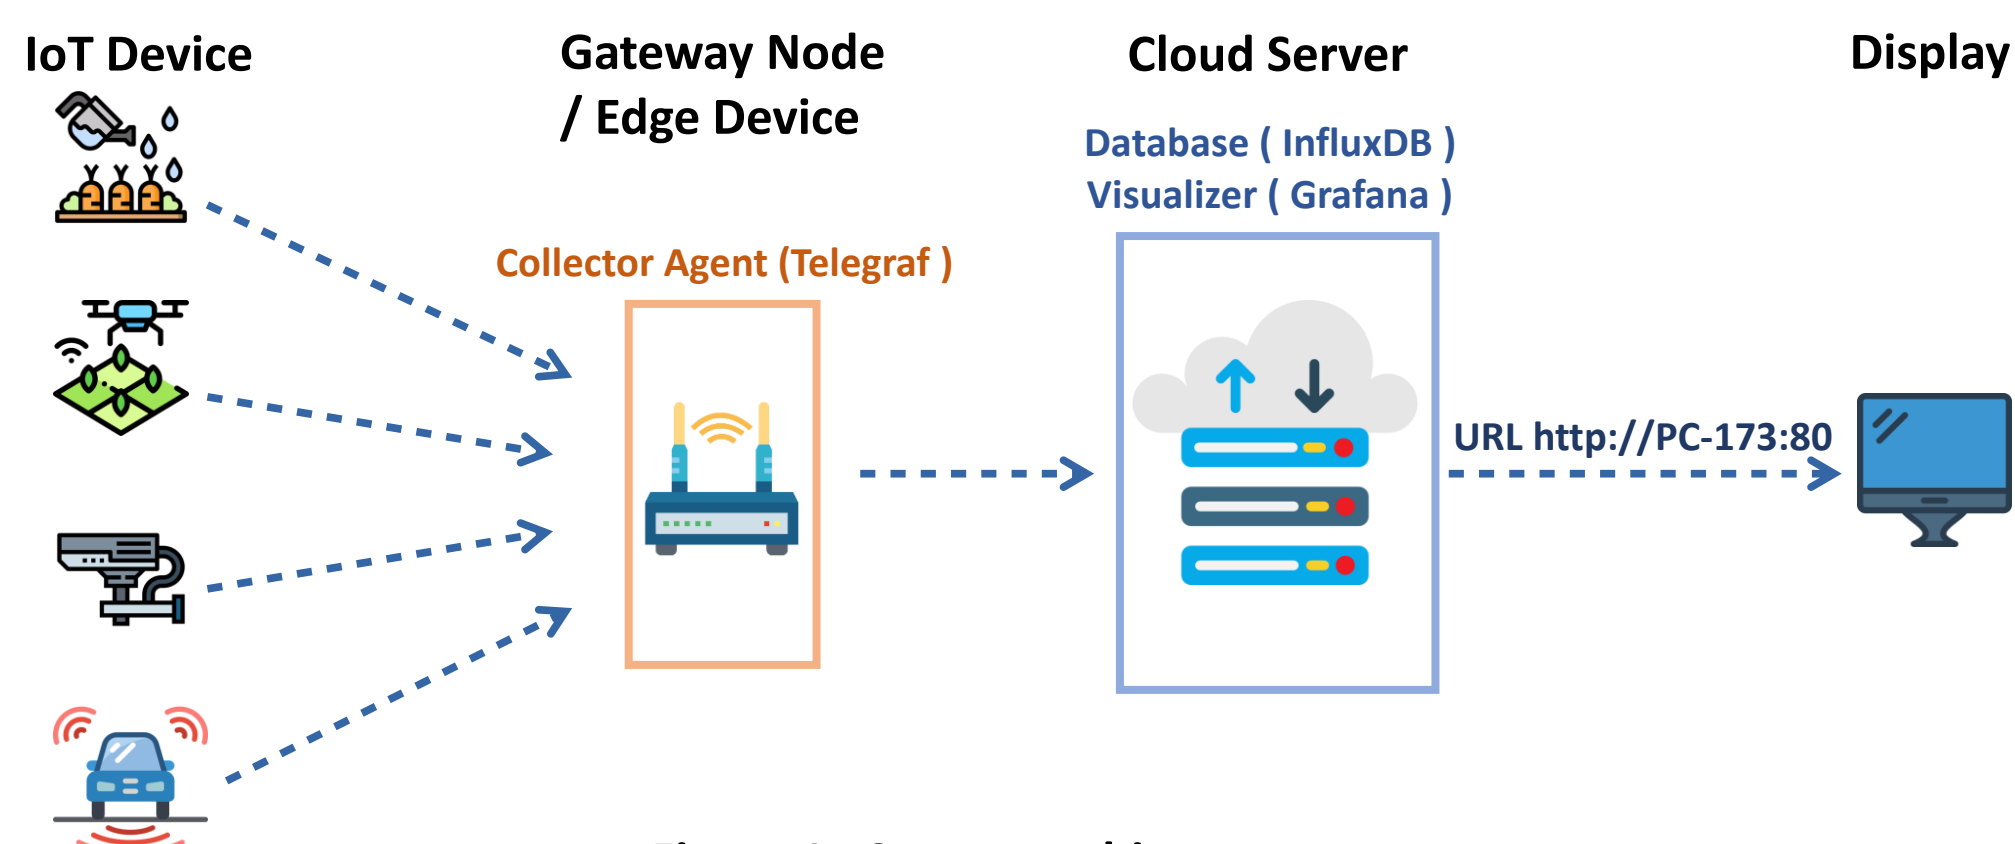 IoT Device
Gateway Node
/ Edge Device
Cloud Server
Display
Database ( InfluxDB )
Visualizer ( Grafana )
Collector Agent (Telegraf )
URL http://PC-173:80